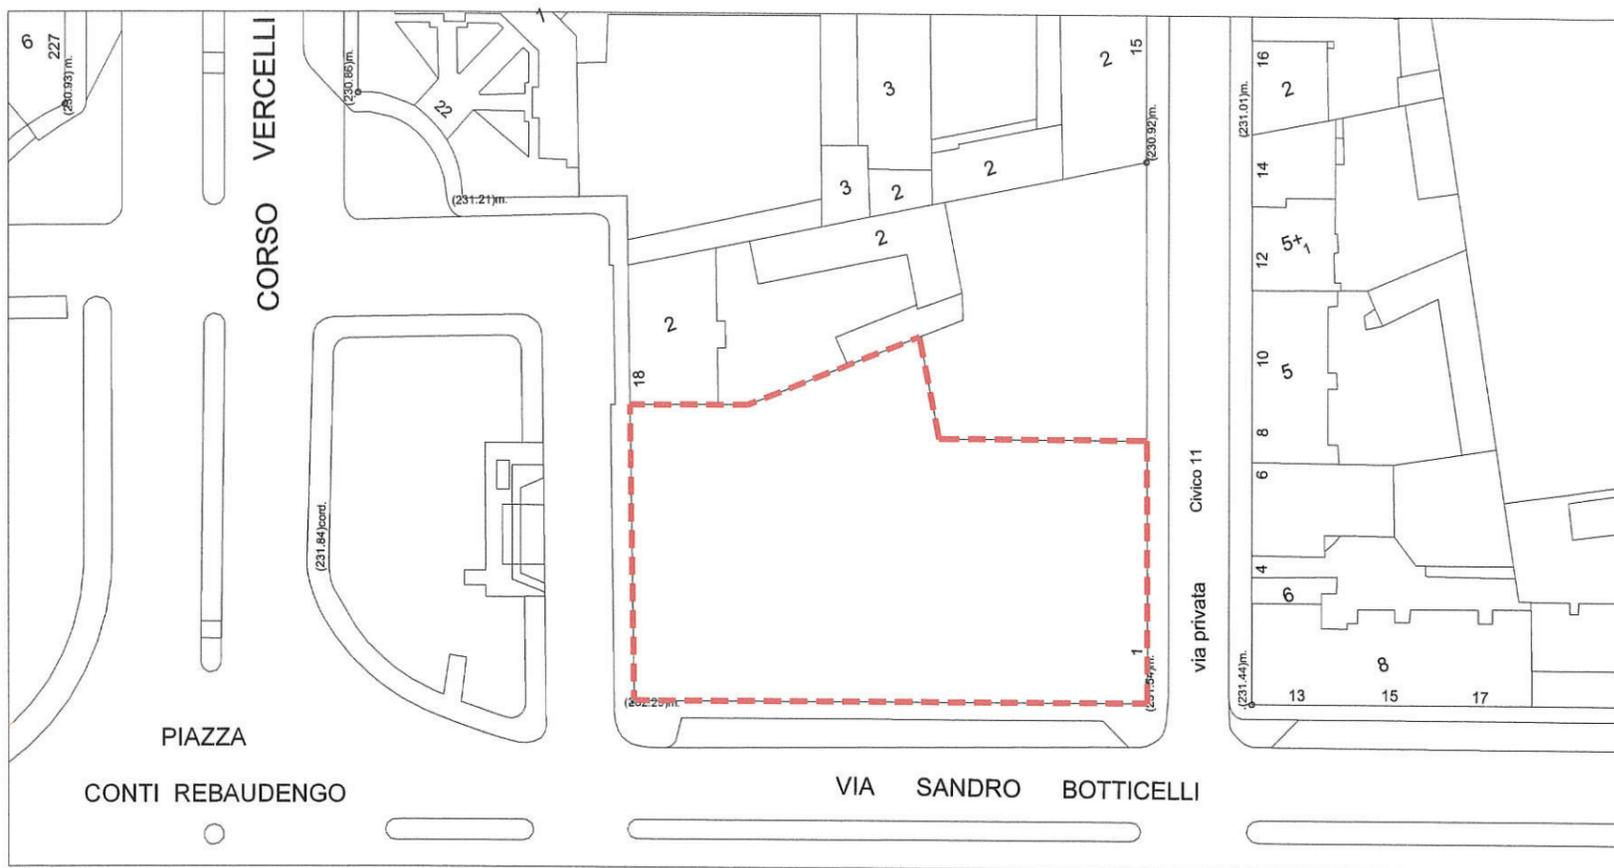 6
227
(230.93)m.
CORSO VERCELLI
(230.86)m.
22
1
(231.21)m.
3
3
2
2
2
15
(230.92)m.
2
2
18
16
2
(231.01)m.
14
5+1
12
10
5
8
6
4
6
8
13
15
17
(231.44)m.
Civico 11
via privata
1
(231.84)cord.
PIAZZA
CONTI REBAUDENGO
VIA SANDRO BOTTICELLI